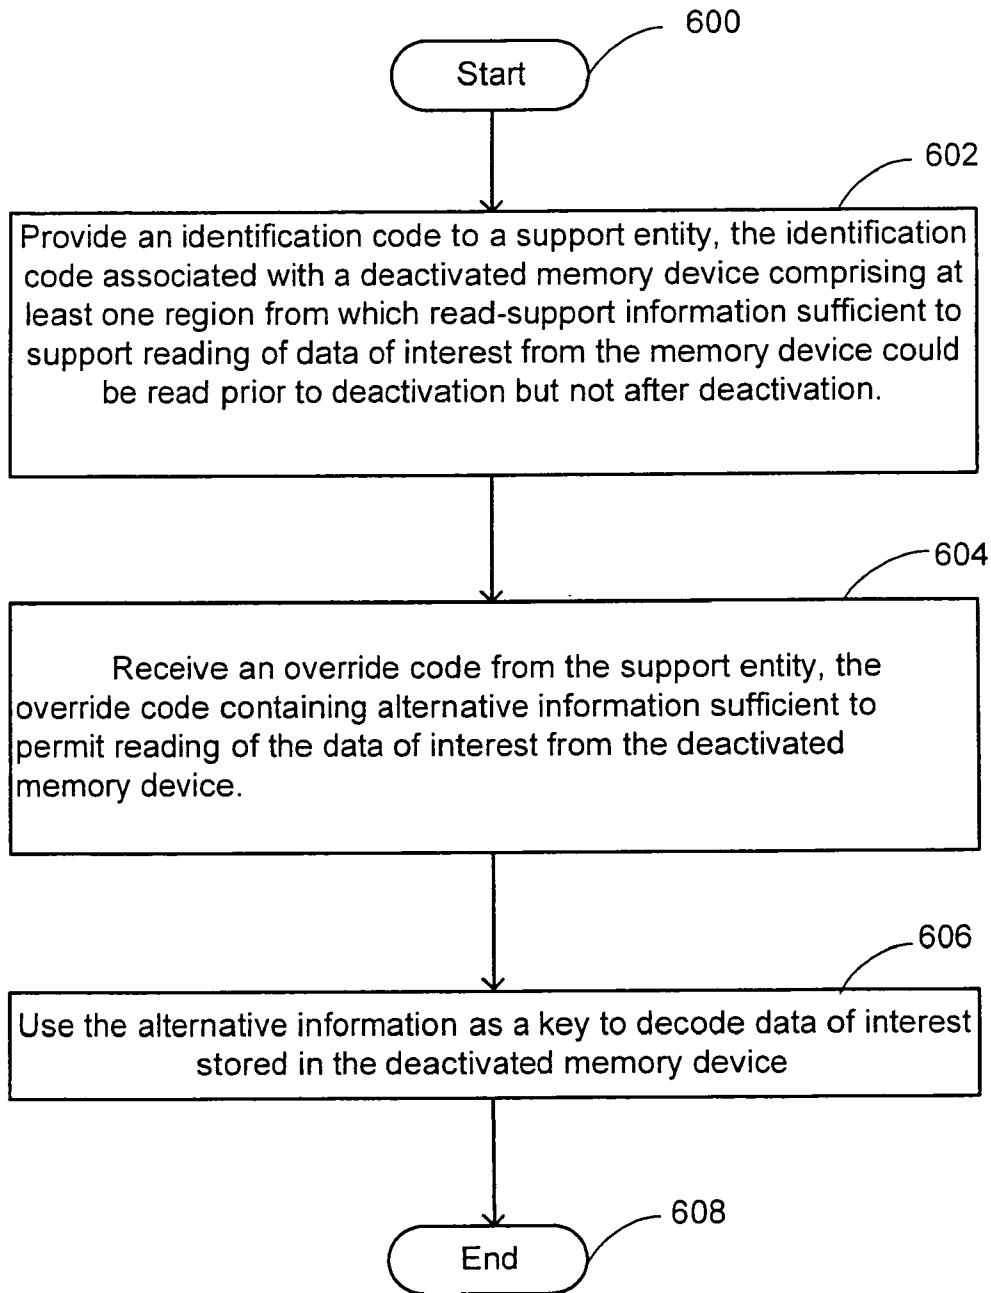 600
Start
602
Provide an identification code to a support entity, the identification
code associated with a deactivated memory device comprising at
least one region from which read-support information sufficient to
support reading of data of interest from the memory device could
be read prior to deactivation but not after deactivation.
604
Receive an override code from the support entity, the
override code containing alternative information sufficient to
permit reading of the data of interest from the deactivated
memory device.
606
Use the alternative information as a key to decode data of interest
stored in the deactivated memory device
608
End